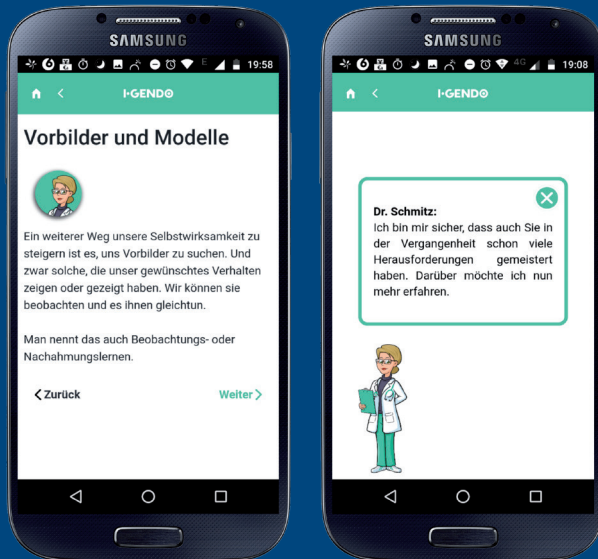 SAMSUNG
E
19:58
I·GENDO
Vorbilder und Modelle
Ein weiterer Weg unsere Selbstwirksamkeit zu
steigern ist es, uns Vorbilder zu suchen. Und
zwar solche, die unser gewünschtes Verhalten
zeigen oder gezeigt haben. Wir können sie
beobachten und es ihnen gleichtun.
Man nennt das auch Beobachtungs- oder
Nachahmungslernen.
Zurück
Weiter
SAMSUNG
4G
19:08
I·GENDO
Dr. Schmitz:
Ich bin mir sicher, dass auch Sie in
der Vergangenheit schon viele
Herausforderungen gemeistert
haben. Darüber möchte ich nun
mehr erfahren.